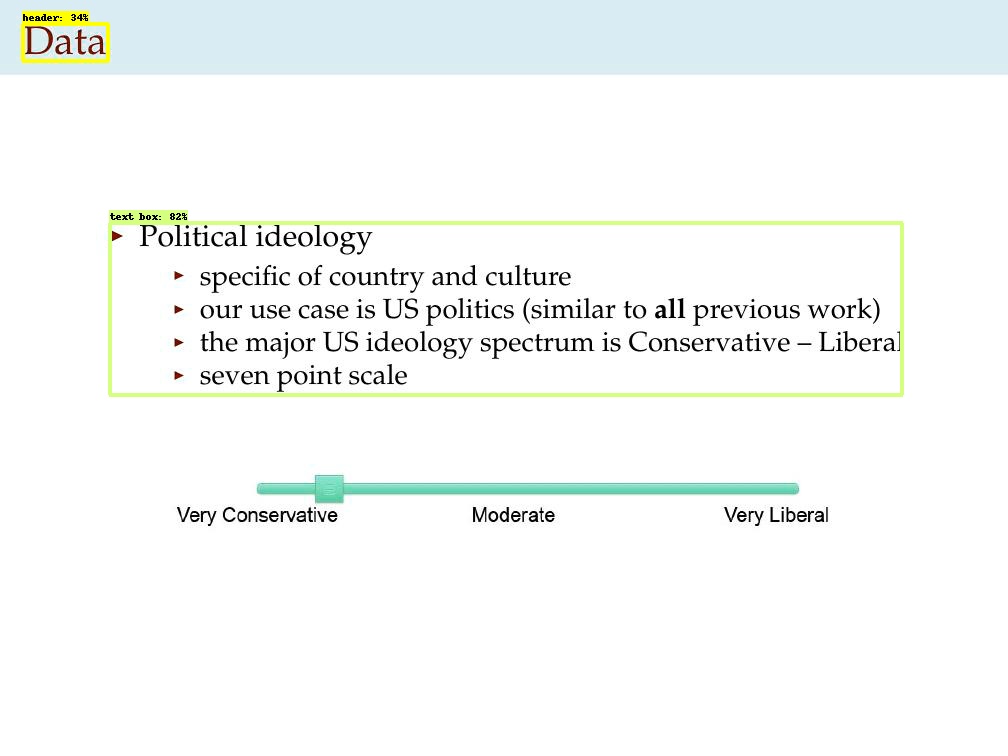 header: 34%
Data
text box: 82%
Political ideology
specific of country and culture
our use case is US politics (similar to all previous work)
the major US ideology spectrum is Conservative – Liberal
seven point scale
Very Conservative Moderate Very Liberal